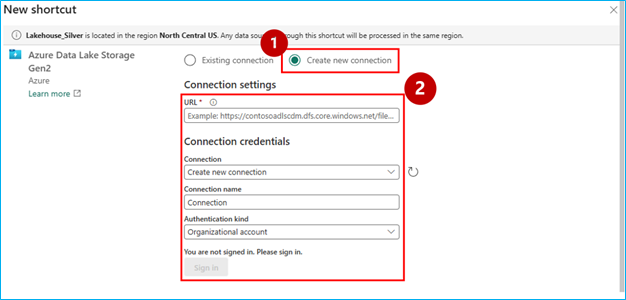 New shortcut
Lakehouse_Silver is located in the region North Central US. Any data sou through this shortcut will be processed in the same region.
1
Azure Data Lake Storage
Gen2
Azure
Learn more
Existing connection
Create new connection
Connection settings
2
URL *
Example: https://contosoadlscdm.dfs.core.windows.net/file...
Connection credentials
Connection
Create new connection
Connection name
Connection
Authentication kind
Organizational account
You are not signed in. Please sign in.
Sign in